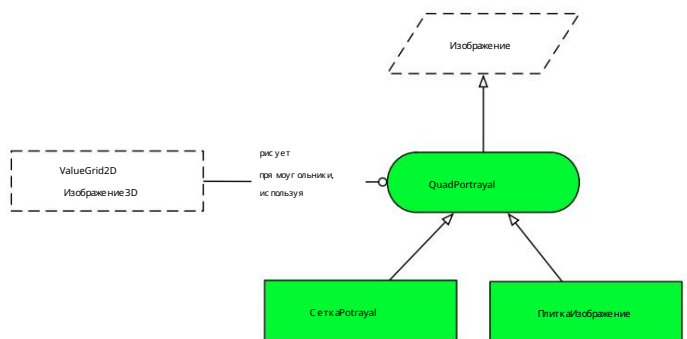 Изображение
ValueGrid2D
Изображение3D
рисует
прямоугольники,
используя
QuadPortrayal
СеткаPotrayal
ПлиткаИзображение